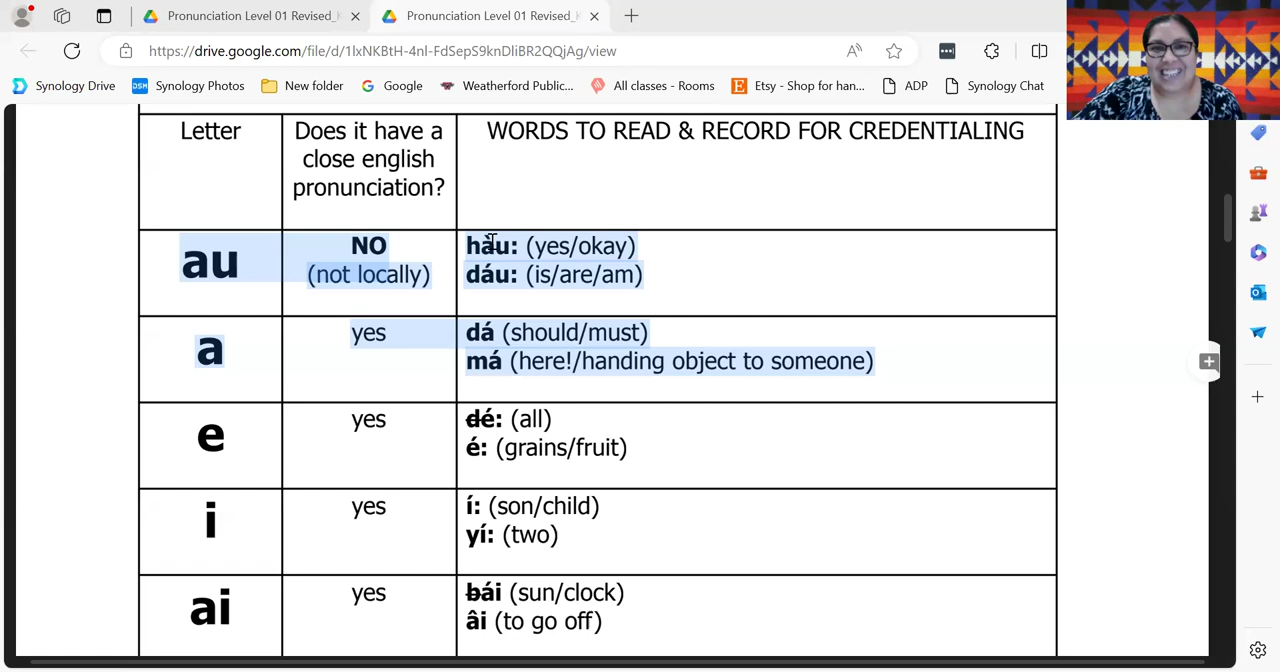 Pronunciation Level 01 Revised_K
Pronunciation Level 01 Revised_K
https://drive.google.com/file/d/1IxNKBtH-4nI-FdSepS9knDliBR2QQjAg/view
Synology Drive
DSM
Synology Photos
New folder
Google
Weatherford Public...
All classes - Rooms
Etsy - Shop for han...
ADP
Synology Chat
Letter
Does it have a
close english
pronunciation?
WORDS TO READ & RECORD FOR CREDENTIALING
au
NO
(not locally)
hàu: (yes/okay)
dáu: (is/are/am)
a
yes
dá (should/must)
má (here!/handing object to someone)
e
yes
d̶é: (all)
é: (grains/fruit)
i
yes
í: (son/child)
yí: (two)
ai
yes
b̶ái (sun/clock)
âi (to go off)